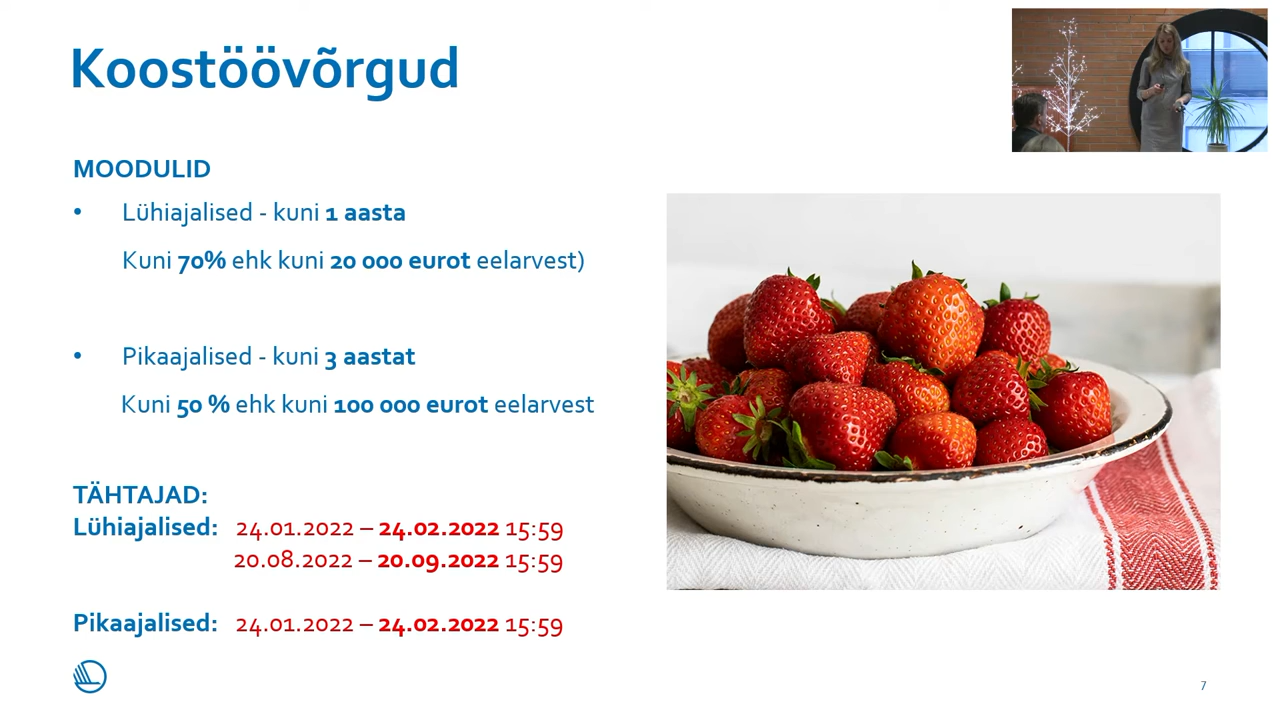 Koostöövõrgud
MOODULID
• Lühiajalised - kuni 1 aasta
Kuni 70% ehk kuni 20 000 eurot eelarvest)
• Pikaajalised - kuni 3 aastat
Kuni 50 % ehk kuni 100 000 eurot eelarvest
TÄHTAJAD:
Lühiajalised: 24.01.2022 – 24.02.2022 15:59
20.08.2022 – 20.09.2022 15:59
Pikaajalised: 24.01.2022 – 24.02.2022 15:59
7